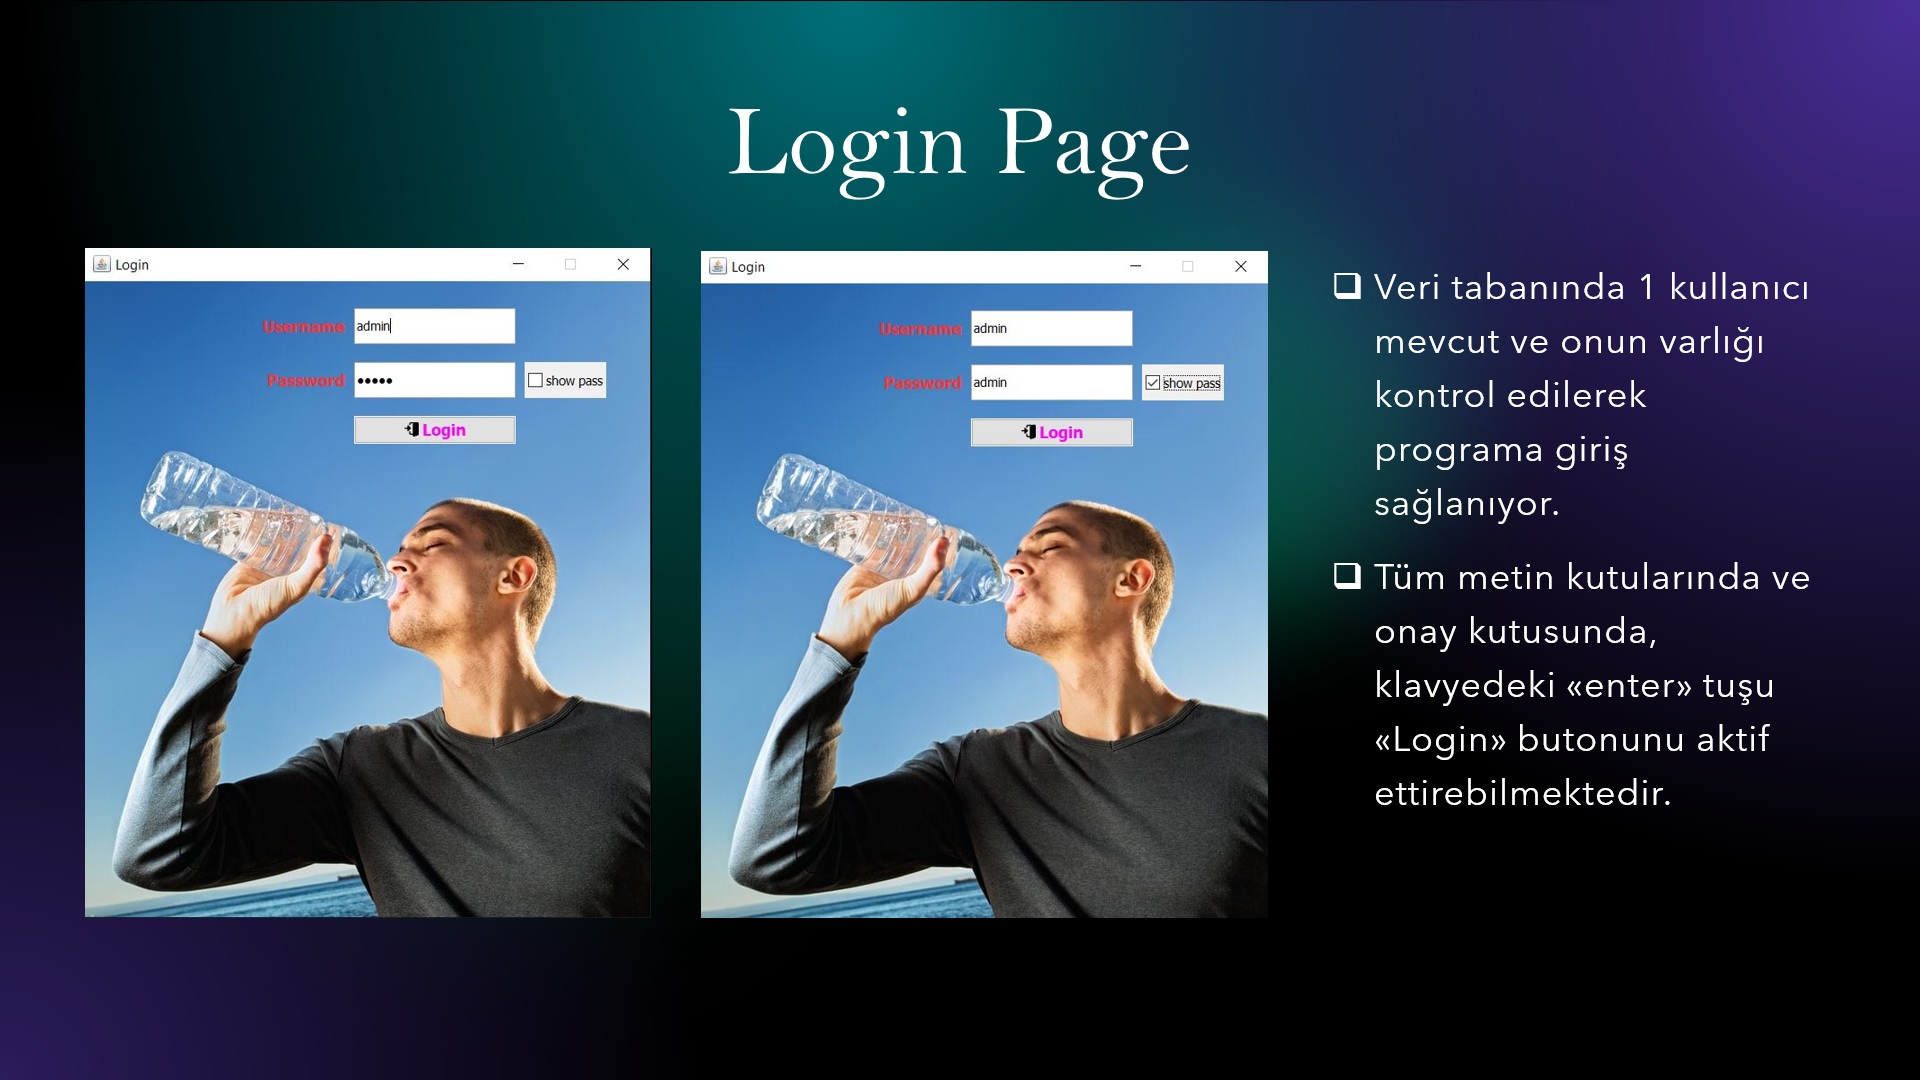 Login Page
Login
Username admin
Password ●●●●● show pass
Login
Login
Username admin
Password admin show pass
Login
Veri tabanında 1 kullanıcı
mevcut ve onun varlığı
kontrol edilerek
programa giriş
sağlanıyor.
Tüm metin kutularında ve
onay kutusunda,
klavyedeki «enter» tuşu
«Login» butonunu aktif
ettirebilmektedir.